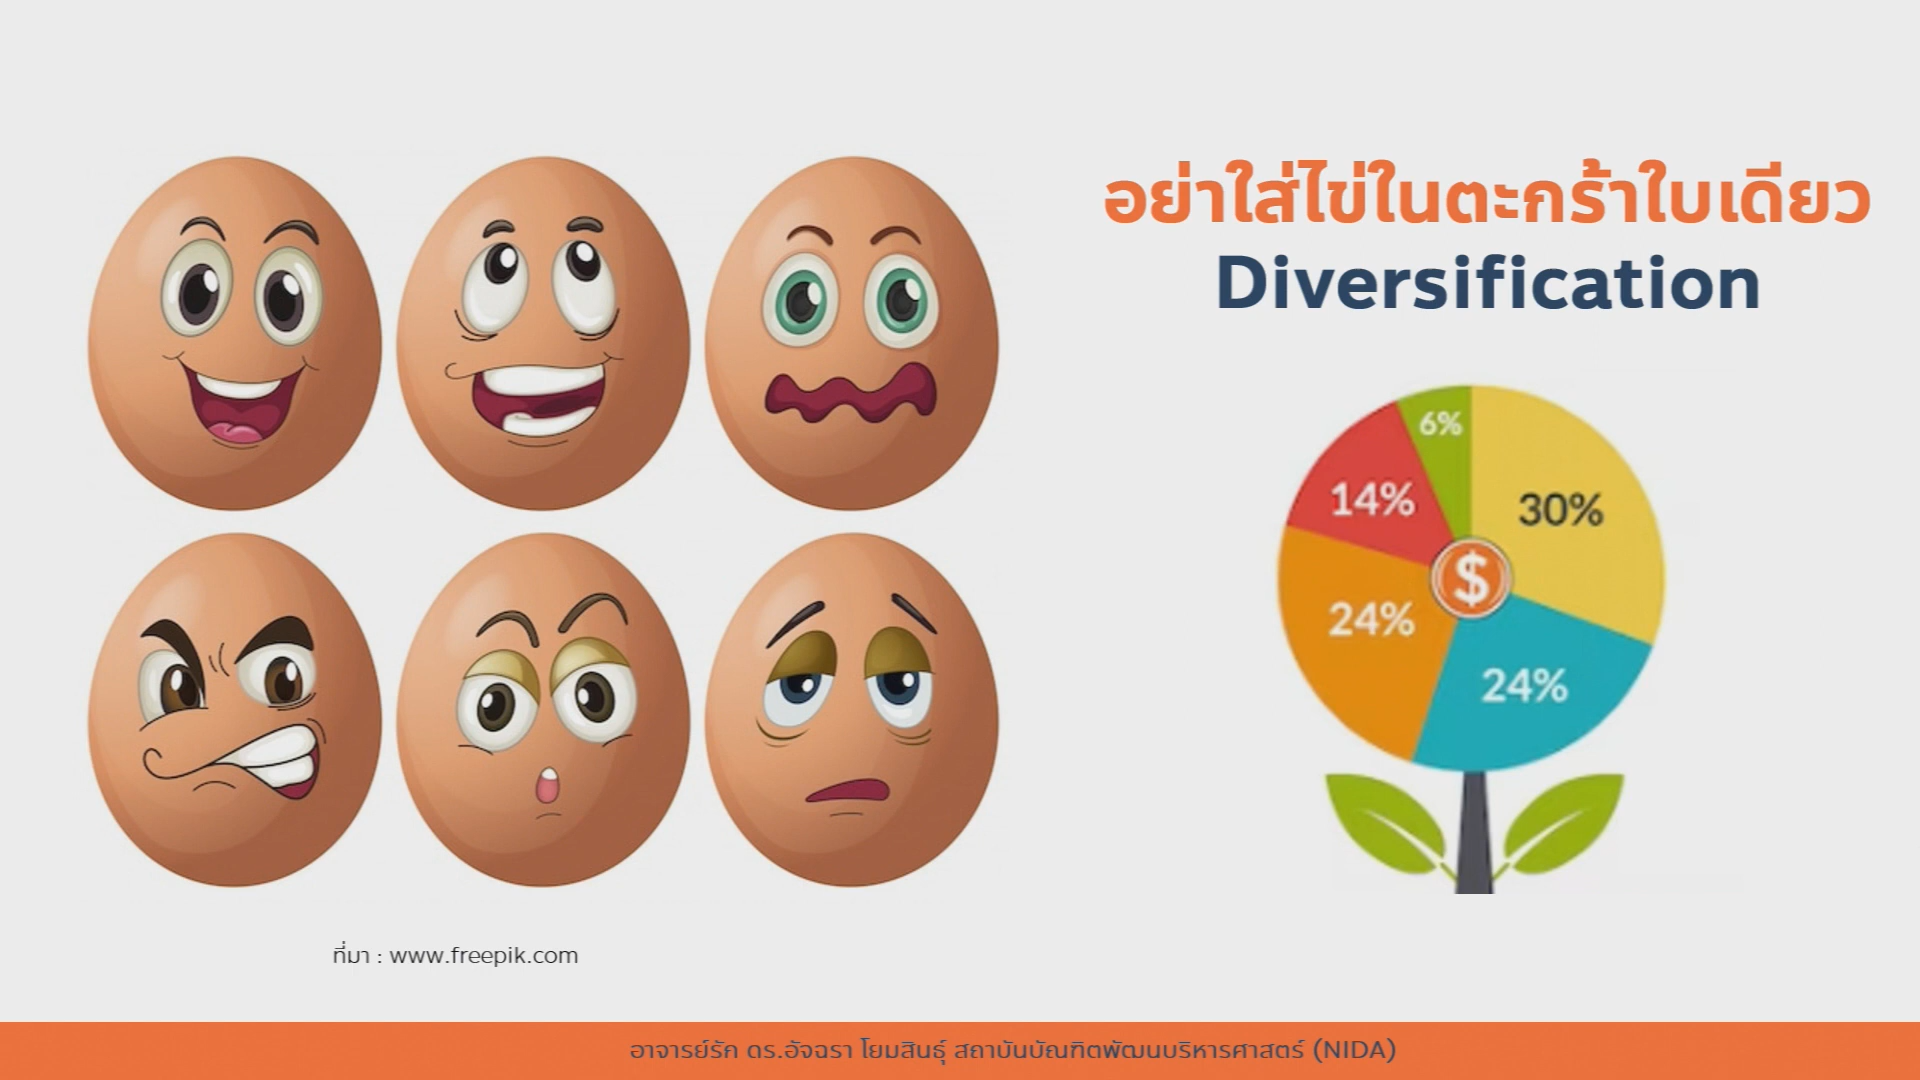 อย่าใส่ไข่ในตะกร้าใบเดียว
Diversification
6%
30%
14%
24%
24%
$
ที่มา : www.freepik.com
อาจารย์รัก ดร.อัจฉรา โยมสินธุ์ สถาบันบัณฑิตพัฒนบริหารศาสตร์ (NIDA)